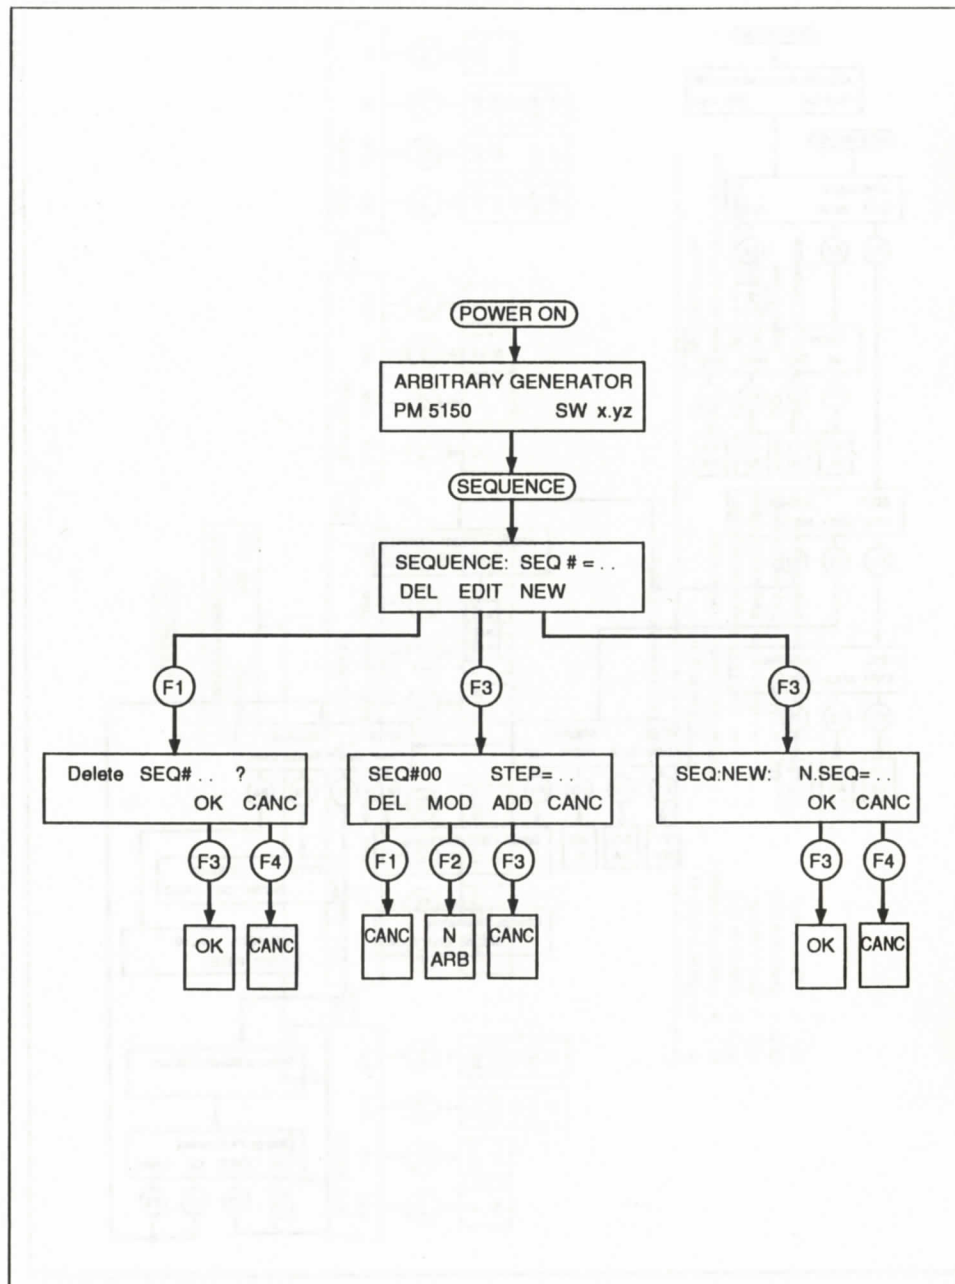 POWER ON
ARBITRARY GENERATOR
PM 5150 SW x.yz
SEQUENCE
SEQUENCE: SEQ # = . .
DEL EDIT NEW
F1 F3 F3
Delete SEQ# . . ?
OK CANC
SEQ#00 STEP= . .
DEL MOD ADD CANC
SEQ:NEW: N.SEQ= . .
OK CANC
F3 F4 F1 F2 F3 F3 F4
OK
CANC
CANC
N
ARB
CANC
OK
CANC